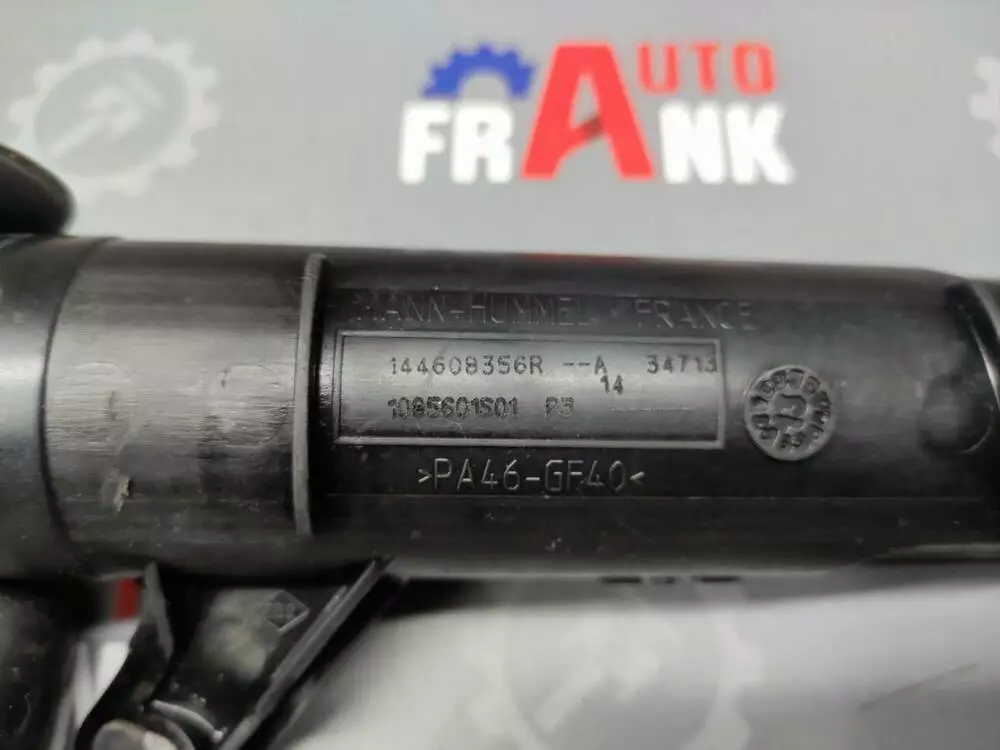 AUTO
FRANK
MANN-HUMMEL - FRANCE
144608356R --A 34713
14
1085601S01 P3
>PA46-GF40<